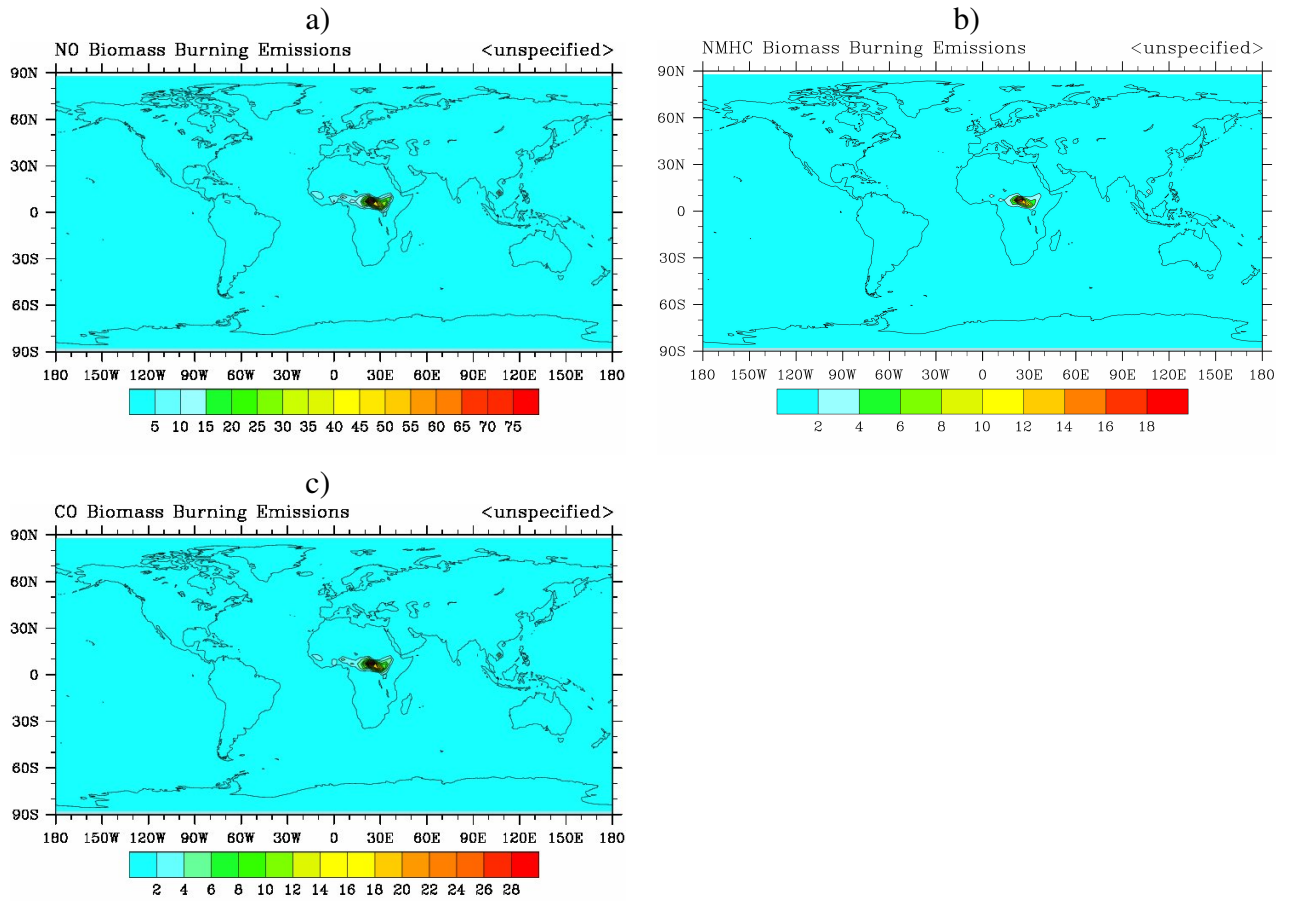 a)
NO Biomass Burning Emissions <unspecified>
90N
60N
30N
0
30S
60S
90S
180 150W 120W 90W 60W 30W 0 30E 60E 90E 120E 150E 180
5 10 15 20 25 30 35 40 45 50 55 60 65 70 75
b)
NMHC Biomass Burning Emissions <unspecified>
90N
60N
30N
0
30S
60S
90S
180 150W 120W 90W 60W 30W 0 30E 60E 90E 120E 150E 180
2 4 6 8 10 12 14 16 18
c)
CO Biomass Burning Emissions <unspecified>
90N
60N
30N
0
30S
60S
90S
180 150W 120W 90W 60W 30W 0 30E 60E 90E 120E 150E 180
2 4 6 8 10 12 14 16 18 20 22 24 26 28